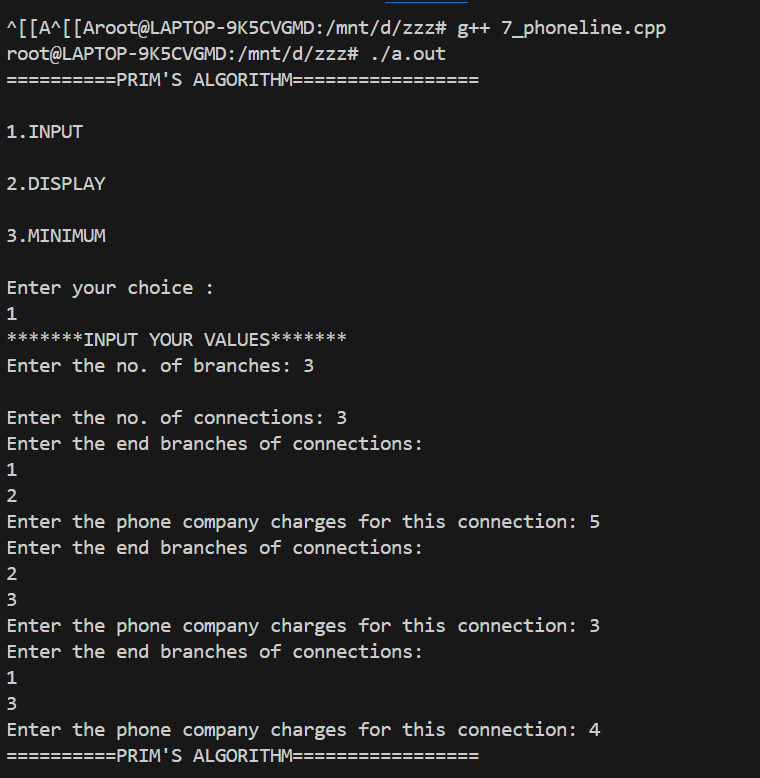 ^[[A^[[Aroot@LAPTOP-9K5CVGMD:/mnt/d/zzz# g++ 7_phoneline.cpp
root@LAPTOP-9K5CVGMD:/mnt/d/zzz# ./a.out
==========PRIM'S ALGORITHM=================
1.INPUT
2.DISPLAY
3.MINIMUM
Enter your choice :
1
*******INPUT YOUR VALUES*******
Enter the no. of branches: 3
Enter the no. of connections: 3
Enter the end branches of connections:
1
2
Enter the phone company charges for this connection: 5
Enter the end branches of connections:
2
3
Enter the phone company charges for this connection: 3
Enter the end branches of connections:
1
3
Enter the phone company charges for this connection: 4
==========PRIM'S ALGORITHM=================